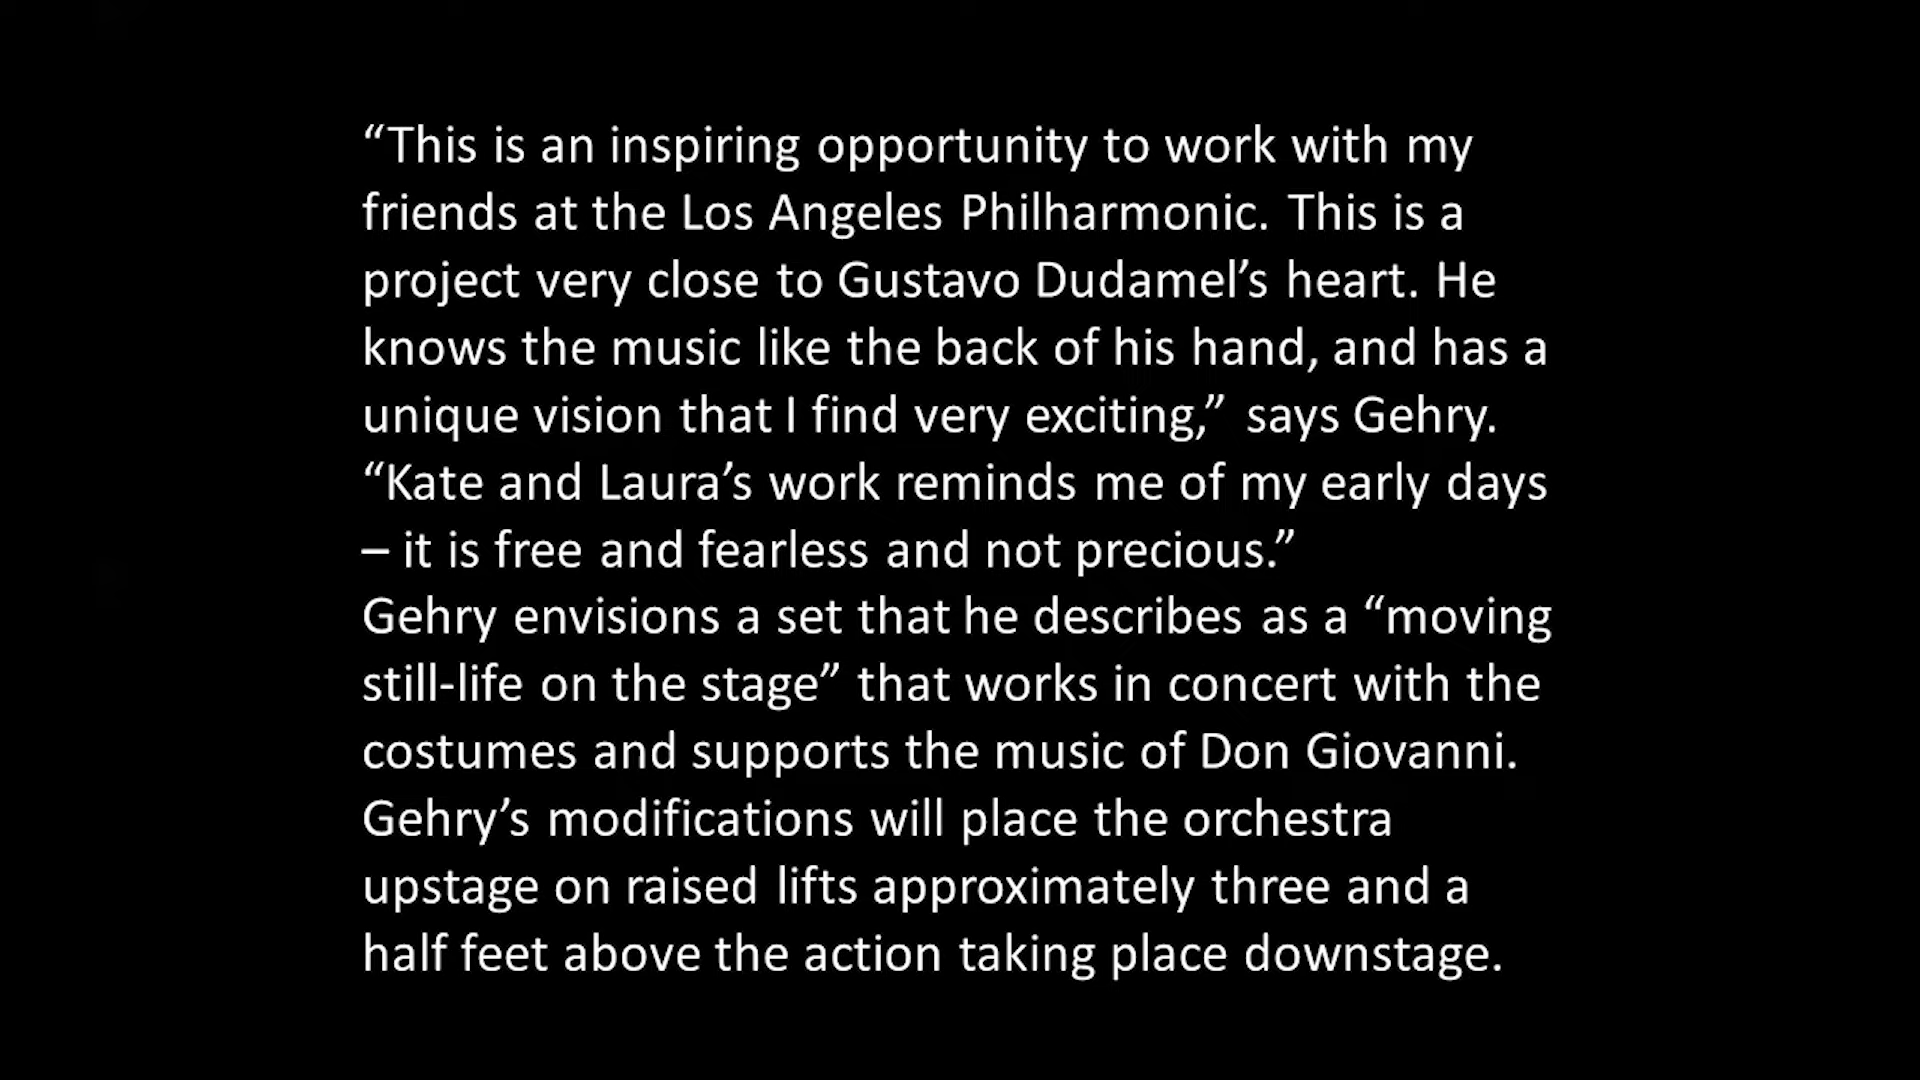 “This is an inspiring opportunity to work with my
friends at the Los Angeles Philharmonic. This is a
project very close to Gustavo Dudamel’s heart. He
knows the music like the back of his hand, and has a
unique vision that I find very exciting,” says Gehry.
“Kate and Laura’s work reminds me of my early days
– it is free and fearless and not precious.”
Gehry envisions a set that he describes as a “moving
still-life on the stage” that works in concert with the
costumes and supports the music of Don Giovanni.
Gehry’s modifications will place the orchestra
upstage on raised lifts approximately three and a
half feet above the action taking place downstage.